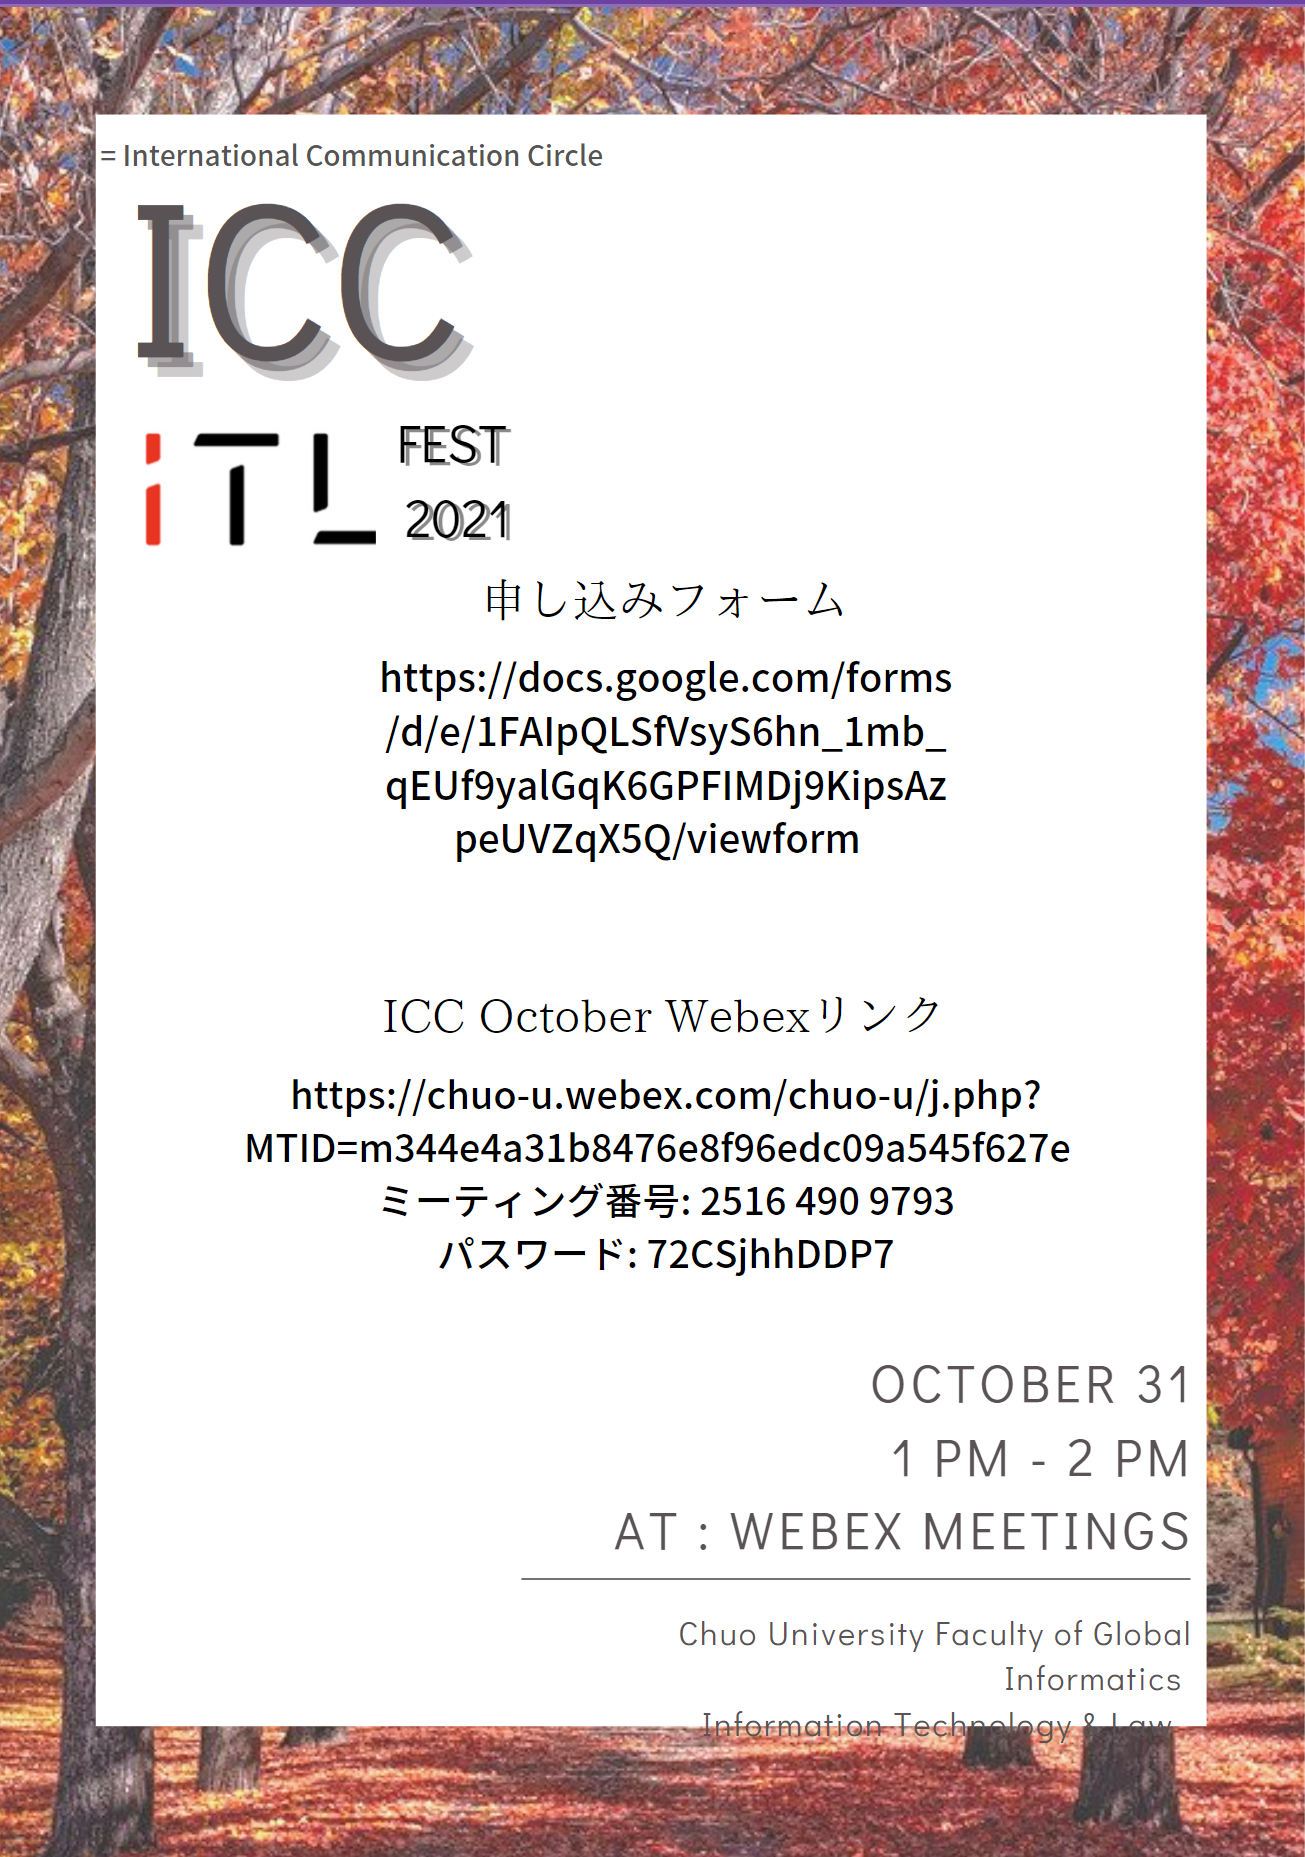 = International Communication Circle
ICC
iTL
FEST
2021
申し込みフォーム
https://docs.google.com/forms
/d/e/1FAIpQLSfVsyS6hn_1mb_
qEUf9yalGqK6GPFIMDj9KipsAz
peUVZqX5Q/viewform
ICC October Webexリンク
https://chuo-u.webex.com/chuo-u/j.php?
MTID=m344e4a31b8476e8f96edc09a545f627e
ミーティング番号: 2516 490 9793
パスワード: 72CSjhhDDP7
OCTOBER 31
1 PM - 2 PM
AT : WEBEX MEETINGS
Chuo University Faculty of Global
Informatics
Information Technology & Law